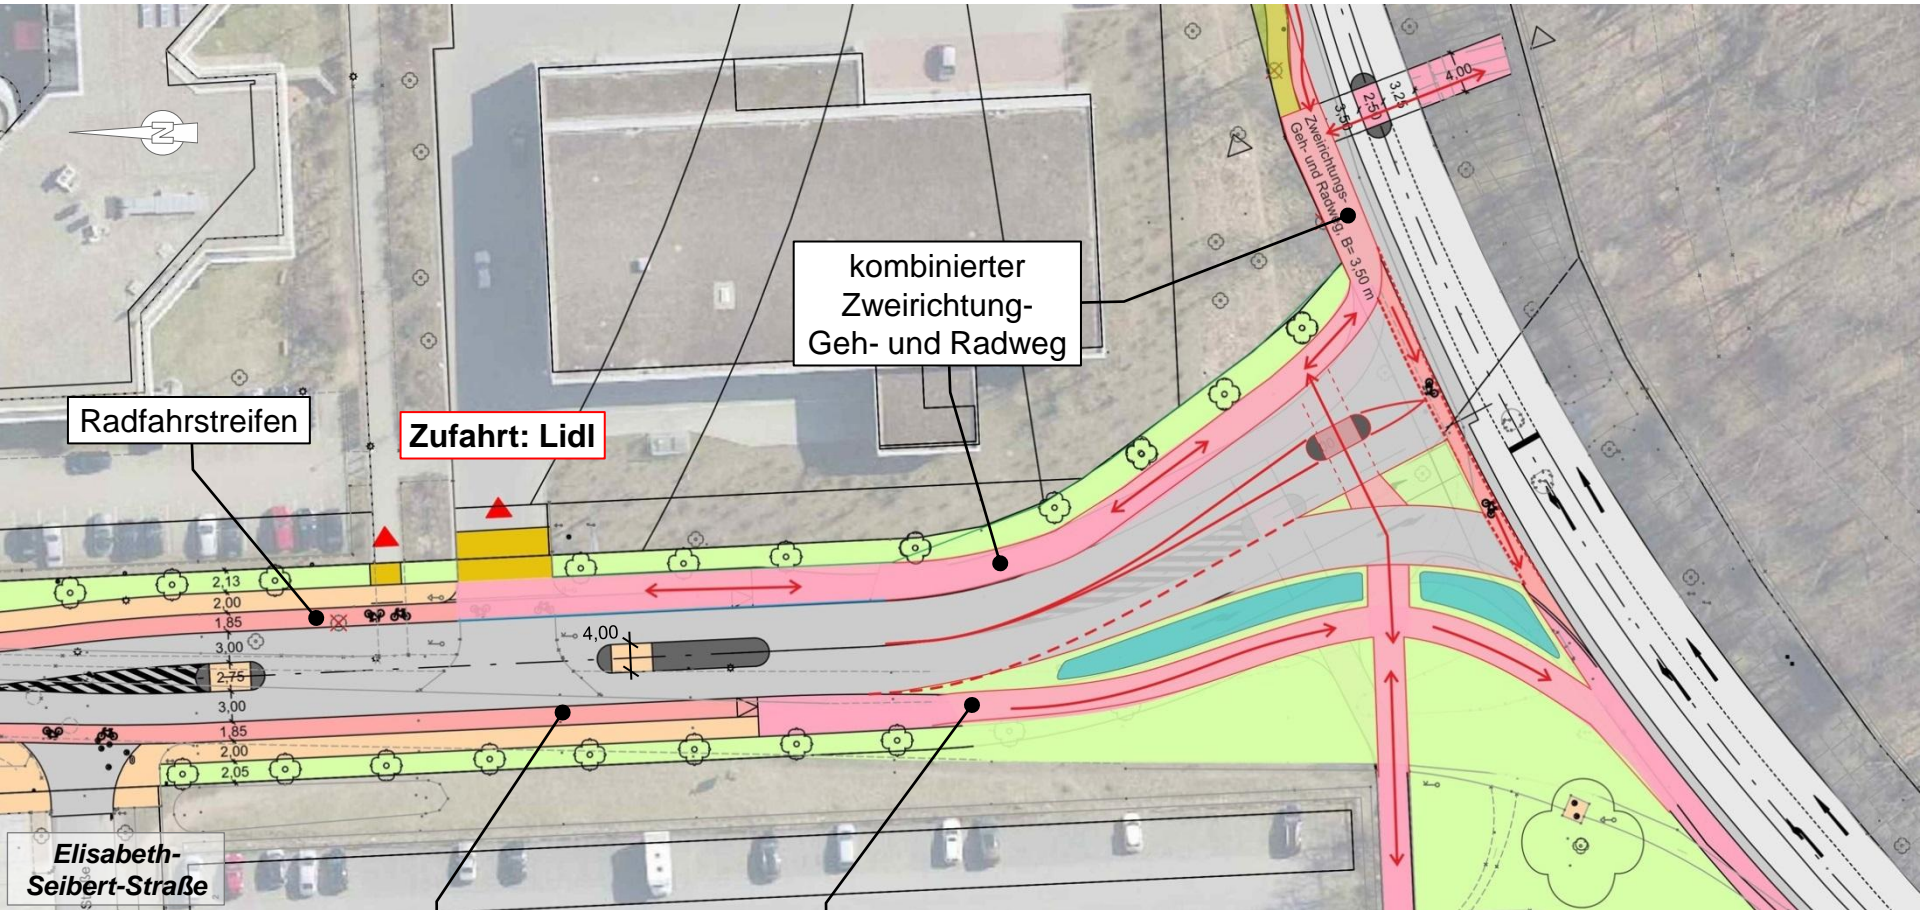 N
4,00
3,25
2,50
3,50
Zweirichtungs-
Geh- und Radweg, B= 3,50 m
kombinierter
Zweirichtung-
Geh- und Radweg
Radfahrstreifen
Zufahrt: Lidl
2,13
2,00
1,85
3,00
2,75
3,00
1,85
2,00
2,05
4,00
Elisabeth-
Seibert-Straße